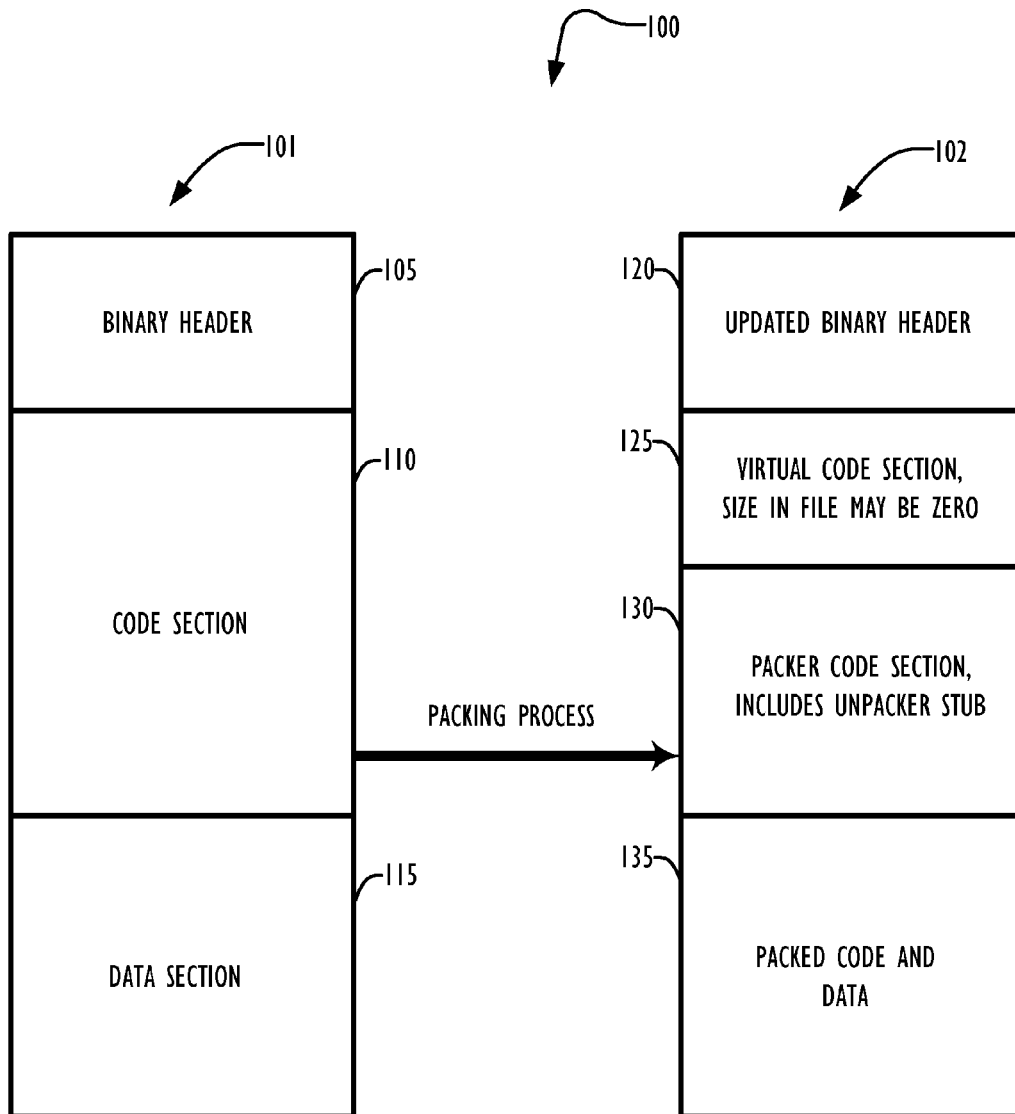 100
101
102
105
BINARY HEADER
120
UPDATED BINARY HEADER
110
CODE SECTION
125
VIRTUAL CODE SECTION,
SIZE IN FILE MAY BE ZERO
130
PACKER CODE SECTION,
INCLUDES UNPACKER STUB
PACKING PROCESS
115
DATA SECTION
135
PACKED CODE AND
DATA